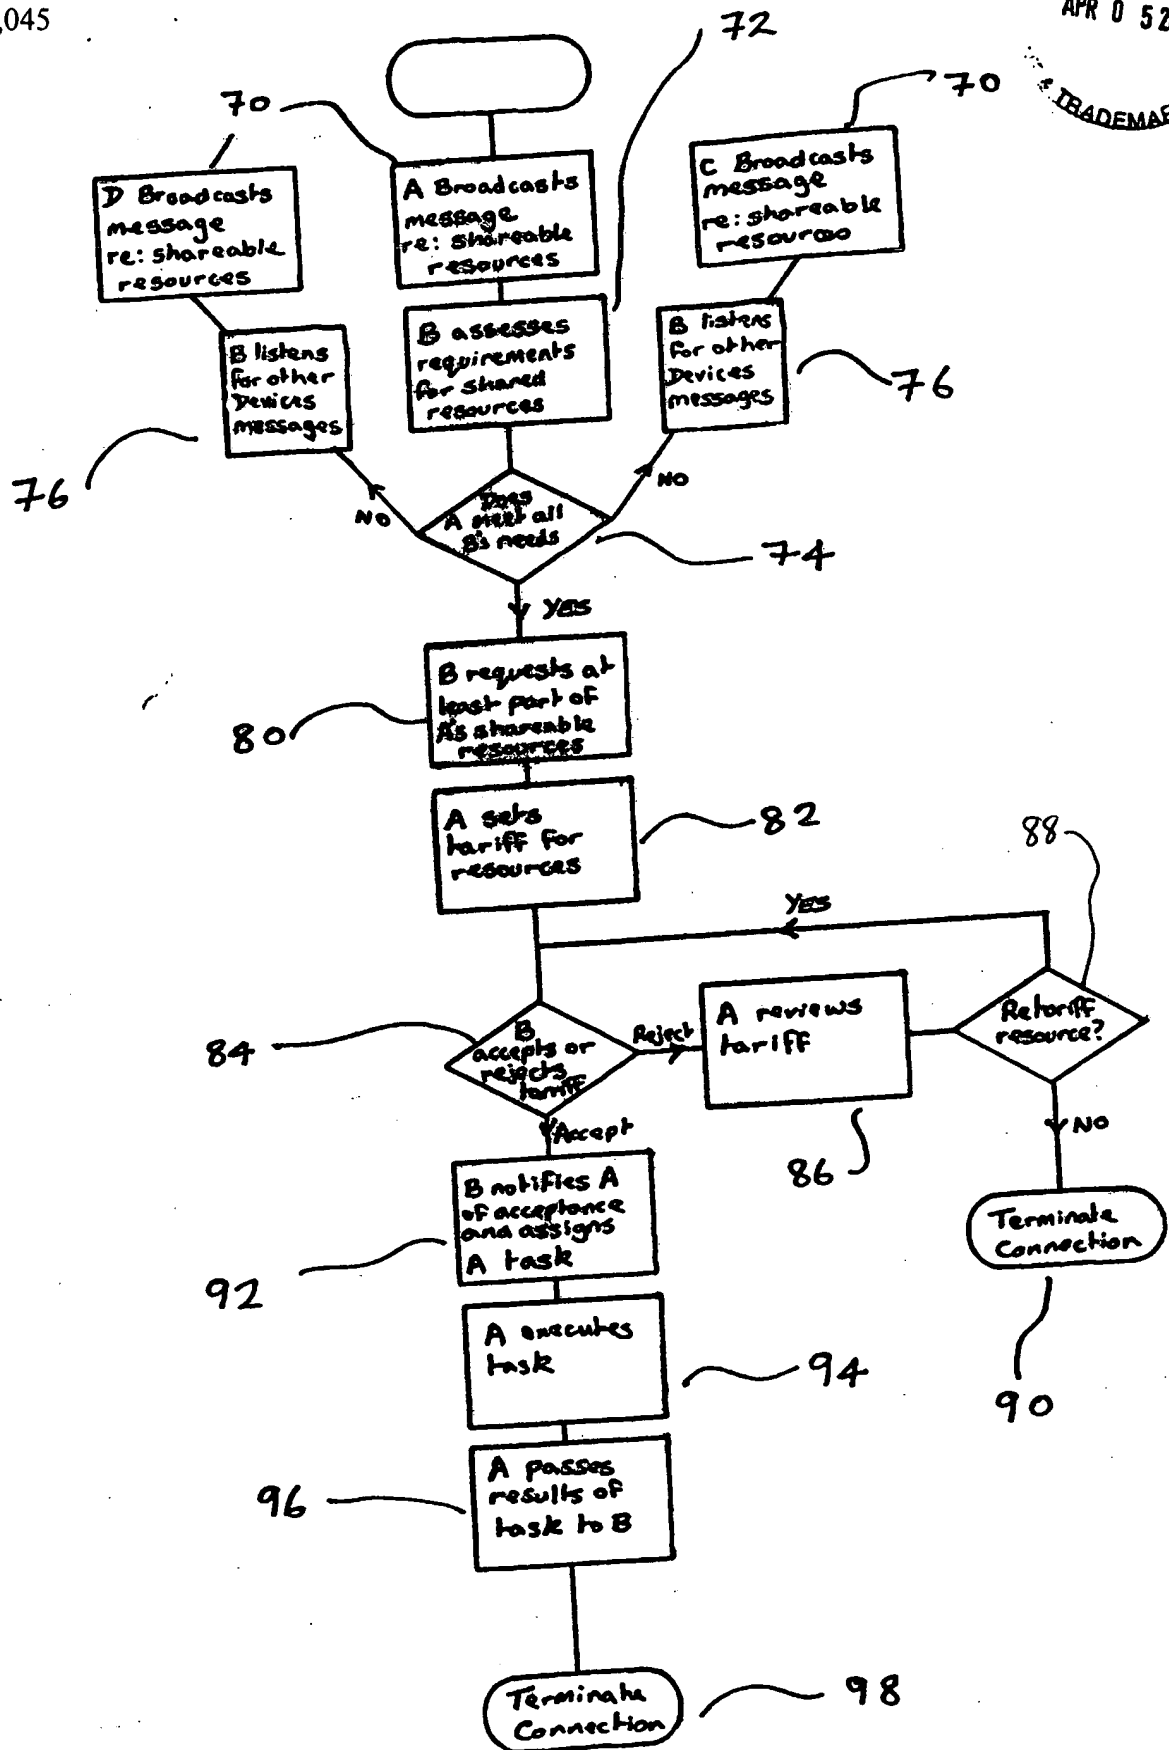 ,045
APR 0 52
TRADEMAR
72
70
70
D Broadcasts
message
re: shareable
resources
A Broadcasts
message
re: shareable
resources
C Broadcasts
message
re: shareable
resources
B listens
for other
Devices
messages
B assesses
requirements
for shared
resources
B listens
for other
Devices
messages
76
76
NO
NO
Does
A meet all
B's needs
74
YES
B requests at
least part of
A's shareable
resources
80
A sets
tariff for
resources
82
88
YES
84
B
accepts or
rejects
tariff
Reject
A reviews
tariff
Retariff
resource?
Accept
NO
86
B notifies A
of acceptance
and assigns
A task
92
Terminate
Connection
90
A executes
task
94
A passes
results of
task to B
96
Terminate
Connection
98